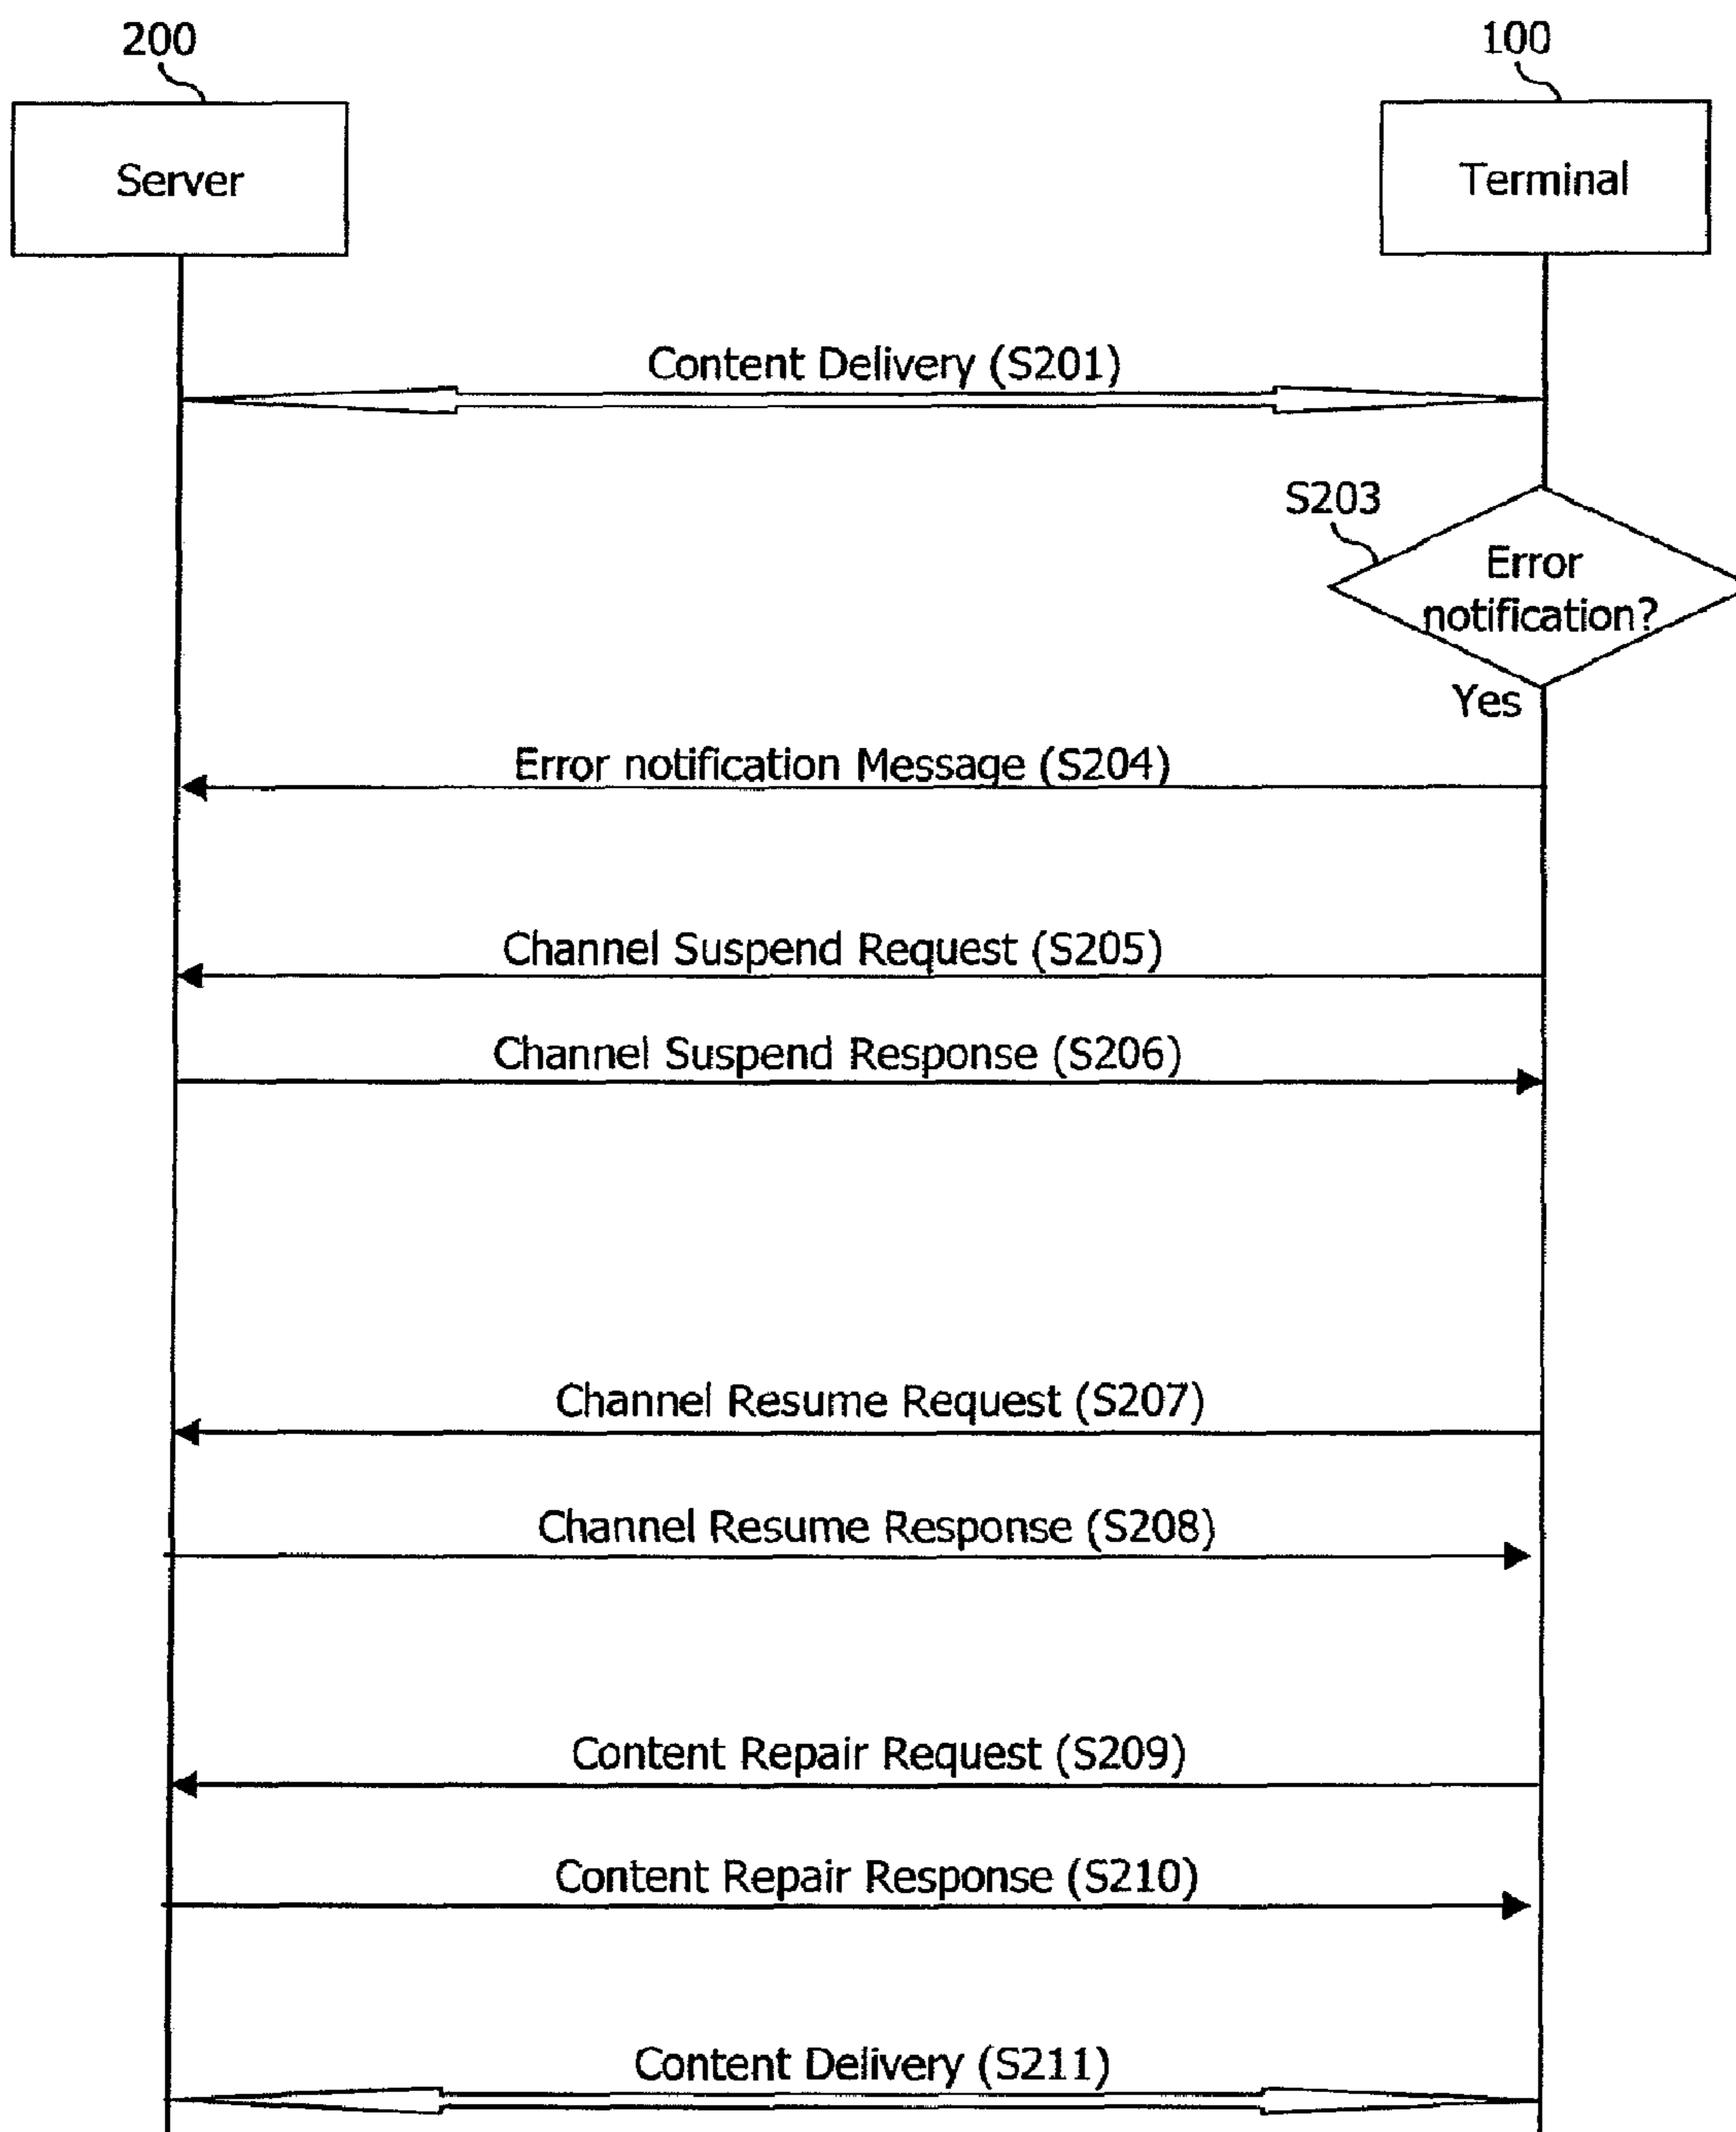 200
100
Server
Terminal
Content Delivery (S201)
S203
Error
notification?
Yes
Error notification Message (S204)
Channel Suspend Request (S205)
Channel Suspend Response (S206)
Channel Resume Request (S207)
Channel Resume Response (S208)
Content Repair Request (S209)
Content Repair Response (S210)
Content Delivery (S211)